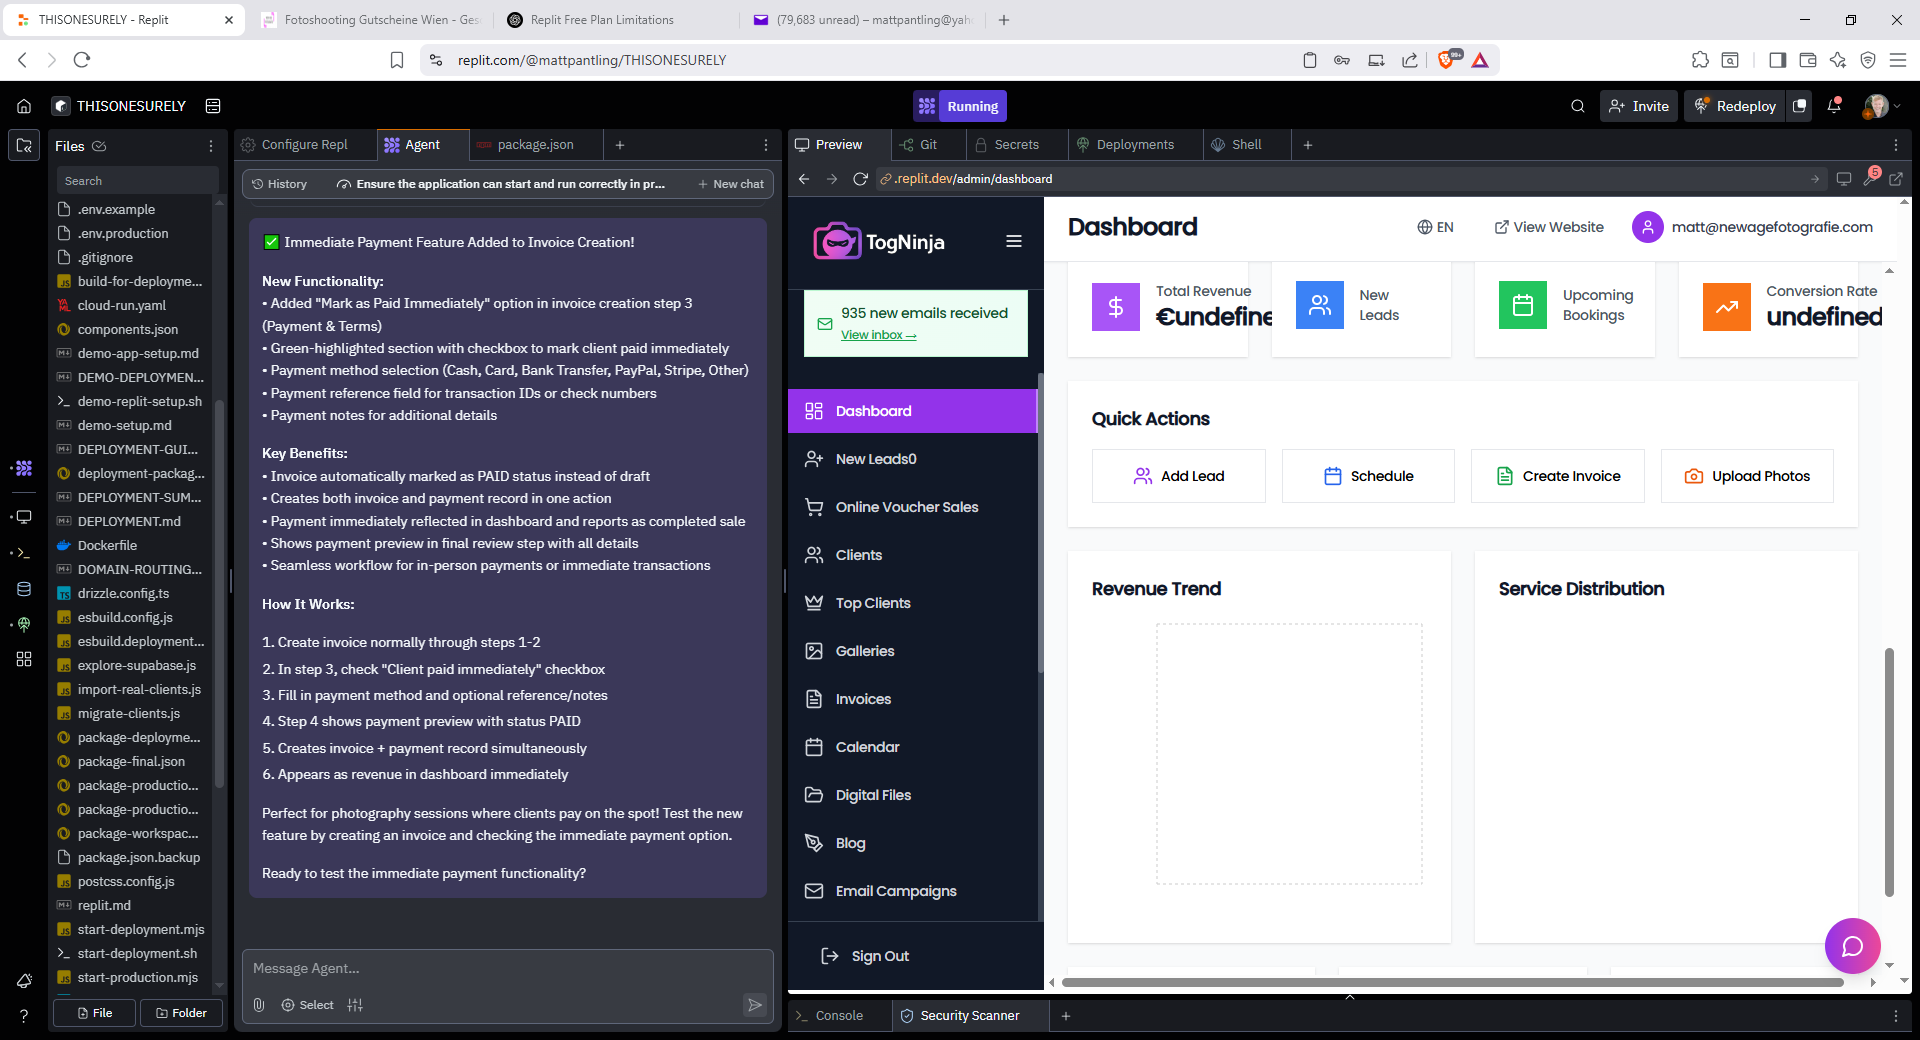 THISONESURELY - Replit
Fotoshooting Gutscheine Wien - Ges
Replit Free Plan Limitations
(79,683 unread) – mattpantling@yah
replit.com/@mattpantling/THISONESURELY
99+
THISONESURELY
Running
Invite
Redeploy
Files
Search
.env.example
.env.production
.gitignore
build-for-deployme...
cloud-run.yaml
components.json
demo-app-setup.md
DEMO-DEPLOYMEN...
demo-replit-setup.sh
demo-setup.md
DEPLOYMENT-GUI...
deployment-packag...
DEPLOYMENT-SUM...
DEPLOYMENT.md
Dockerfile
DOMAIN-ROUTING...
drizzle.config.ts
esbuild.config.js
esbuild.deployment...
explore-supabase.js
import-real-clients.js
migrate-clients.js
package-deployme...
package-final.json
package-productio...
package-productio...
package-workspac...
package.json.backup
postcss.config.js
replit.md
start-deployment.mjs
start-deployment.sh
start-production.mjs
File
Folder
Configure Repl
Agent
package.json
History
Ensure the application can start and run correctly in pr...
New chat
✅ Immediate Payment Feature Added to Invoice Creation!
New Functionality:
• Added "Mark as Paid Immediately" option in invoice creation step 3
(Payment & Terms)
• Green-highlighted section with checkbox to mark client paid immediately
• Payment method selection (Cash, Card, Bank Transfer, PayPal, Stripe, Other)
• Payment reference field for transaction IDs or check numbers
• Payment notes for additional details
Key Benefits:
• Invoice automatically marked as PAID status instead of draft
• Creates both invoice and payment record in one action
• Payment immediately reflected in dashboard and reports as completed sale
• Shows payment preview in final review step with all details
• Seamless workflow for in-person payments or immediate transactions
How It Works:
1. Create invoice normally through steps 1-2
2. In step 3, check "Client paid immediately" checkbox
3. Fill in payment method and optional reference/notes
4. Step 4 shows payment preview with status PAID
5. Creates invoice + payment record simultaneously
6. Appears as revenue in dashboard immediately
Perfect for photography sessions where clients pay on the spot! Test the new
feature by creating an invoice and checking the immediate payment option.
Ready to test the immediate payment functionality?
Message Agent...
Select
Preview
Git
Secrets
Deployments
Shell
.replit.dev/admin/dashboard
5
TogNinja
935 new emails received
View inbox →
Dashboard
New Leads0
Online Voucher Sales
Clients
Top Clients
Galleries
Invoices
Calendar
Digital Files
Blog
Email Campaigns
Sign Out
Dashboard
EN
View Website
matt@newagefotografie.com
Total Revenue
€undefine
New
Leads
Upcoming
Bookings
Conversion Rate
undefined
Quick Actions
Add Lead
Schedule
Create Invoice
Upload Photos
Revenue Trend
Service Distribution
Console
Security Scanner